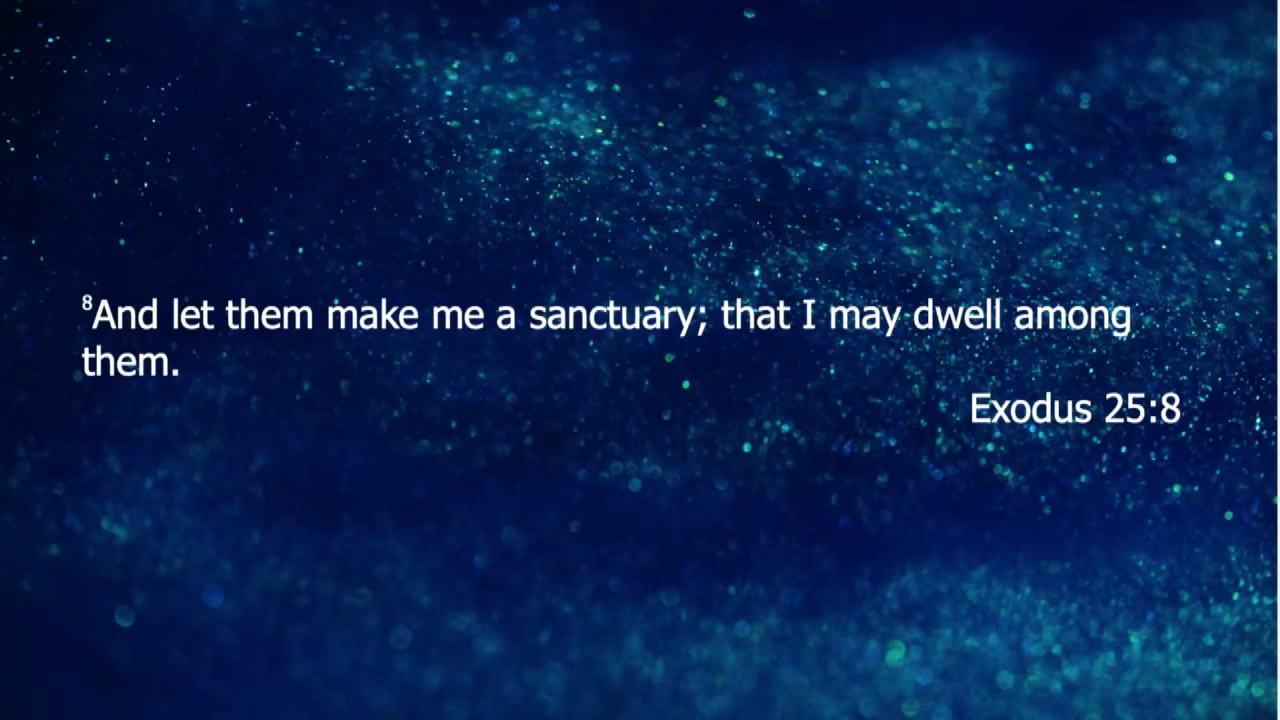 ⁸And let them make me a sanctuary; that I may dwell among
them.
Exodus 25:8